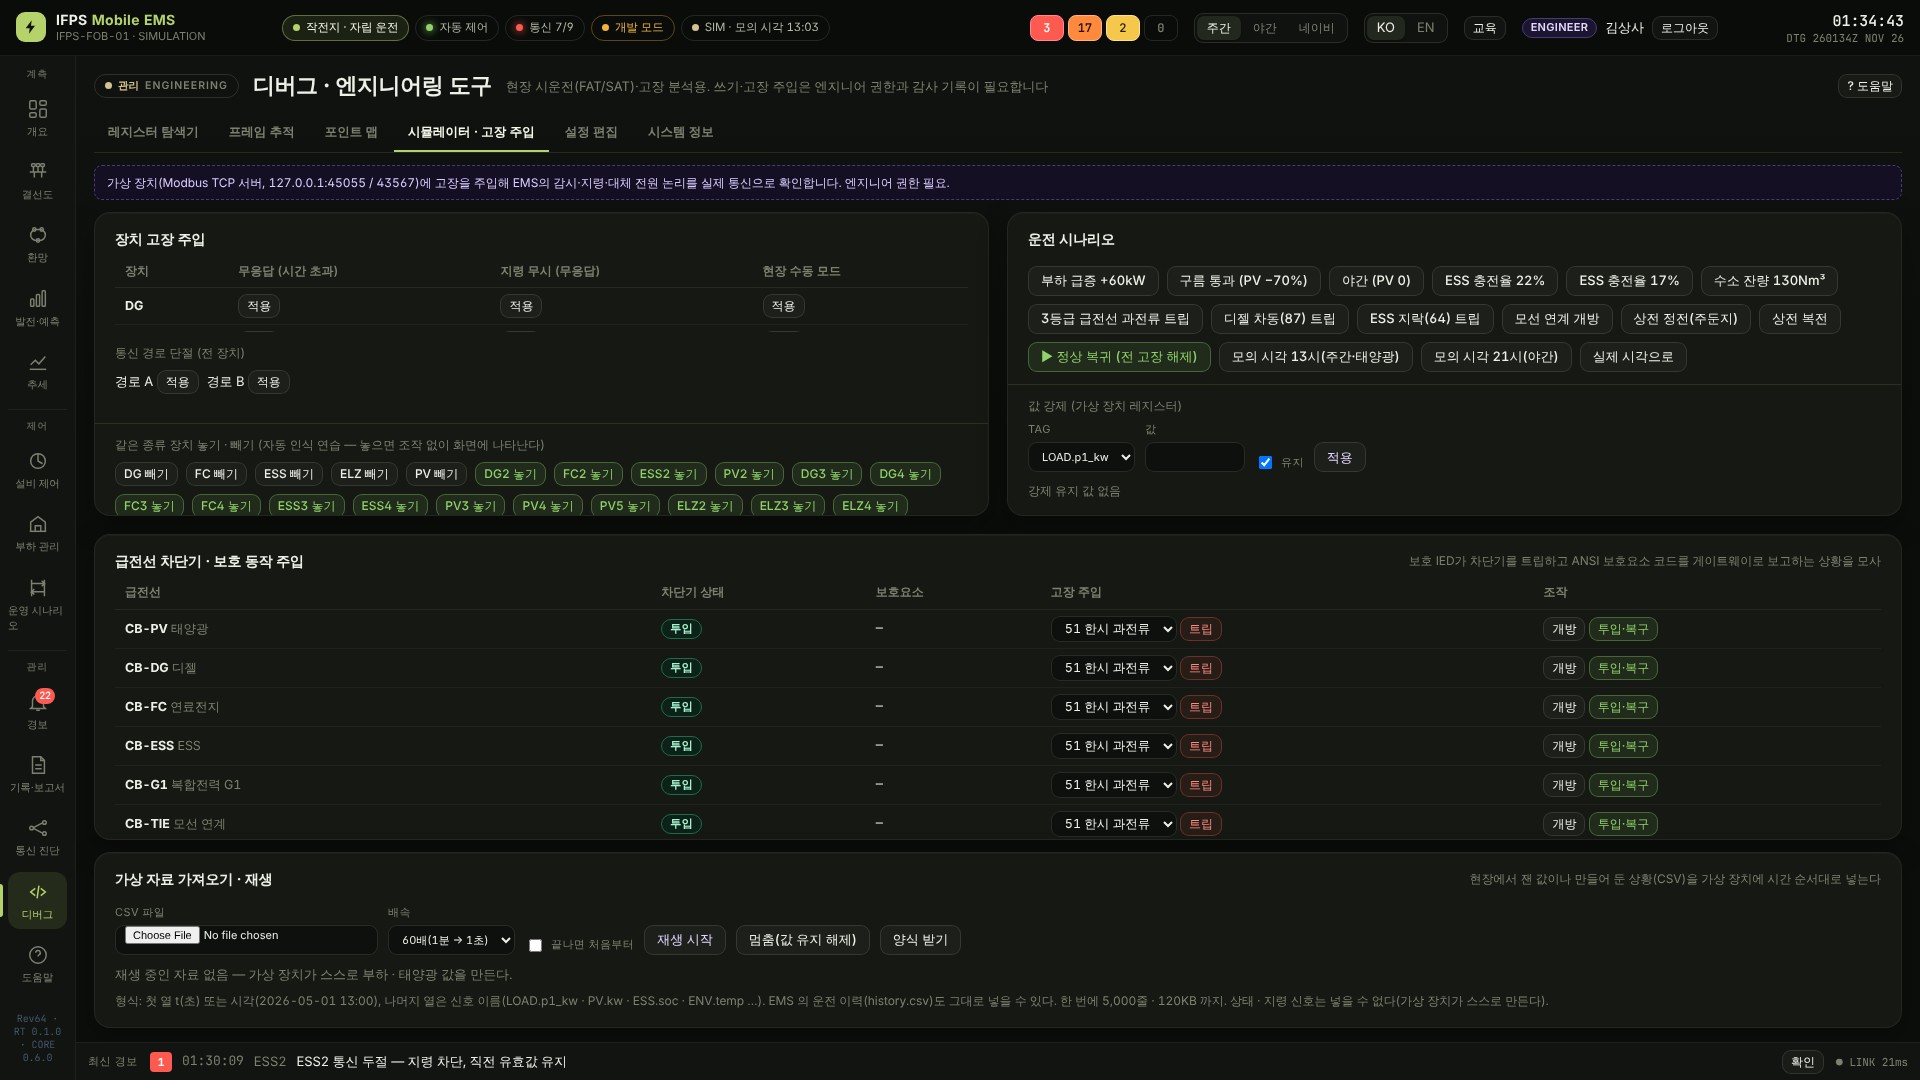 IFPS Mobile EMS
IFPS-FOB-01 · SIMULATION
작전지 · 자립 운전
자동 제어
통신 7/9
개발 모드
SIM · 모의 시각 13:03
3
17
2
0
주간
야간
네이비
KO
EN
교육
ENGINEER
김상사
로그아웃
01:34:43
DTG 260134Z NOV 26
계측
개요
결선도
환망
발전·예측
추세
제어
설비 제어
부하 관리
운영 시나리
오
관리
22
경보
기록·보고서
통신 진단
디버그
도움말
Rev64 ·
RT 0.1.0
· CORE
0.6.0
관리 ENGINEERING
디버그 · 엔지니어링 도구
현장 시운전(FAT/SAT)·고장 분석용. 쓰기·고장 주입은 엔지니어 권한과 감사 기록이 필요합니다
? 도움말
레지스터 탐색기
프레임 추적
포인트 맵
시뮬레이터 · 고장 주입
설정 편집
시스템 정보
가상 장치(Modbus TCP 서버, 127.0.0.1:45055 / 43567)에 고장을 주입해 EMS의 감시·지령·대체 전원 논리를 실제 통신으로 확인합니다. 엔지니어 권한 필요.
장치 고장 주입
장치 무응답 (시간 초과) 지령 무시 (무응답) 현장 수동 모드
DG 적용 적용 적용
통신 경로 단절 (전 장치)
경로 A 적용 경로 B 적용
같은 종류 장치 놓기 · 빼기 (자동 인식 연습 — 놓으면 조작 없이 화면에 나타난다)
DG 빼기 FC 빼기 ESS 빼기 ELZ 빼기 PV 빼기 DG2 놓기 FC2 놓기 ESS2 놓기 PV2 놓기 DG3 놓기 DG4 놓기
FC3 놓기 FC4 놓기 ESS3 놓기 ESS4 놓기 PV3 놓기 PV4 놓기 PV5 놓기 ELZ2 놓기 ELZ3 놓기 ELZ4 놓기
운전 시나리오
부하 급증 +60kW 구름 통과 (PV −70%) 야간 (PV 0) ESS 충전율 22% ESS 충전율 17% 수소 잔량 130Nm³
3등급 급전선 과전류 트립 디젤 차동(87) 트립 ESS 지락(64) 트립 모선 연계 개방 상전 정전(주둔지) 상전 복전
▶ 정상 복귀 (전 고장 해제) 모의 시각 13시(주간·태양광) 모의 시각 21시(야간) 실제 시각으로
값 강제 (가상 장치 레지스터)
TAG 값
LOAD.p1_kw 유지 적용
강제 유지 값 없음
급전선 차단기 · 보호 동작 주입
보호 IED가 차단기를 트립하고 ANSI 보호요소 코드를 게이트웨이로 보고하는 상황을 모사
급전선 차단기 상태 보호요소 고장 주입 조작
CB-PV 태양광 투입 — 51 한시 과전류 트립 개방 투입·복구
CB-DG 디젤 투입 — 51 한시 과전류 트립 개방 투입·복구
CB-FC 연료전지 투입 — 51 한시 과전류 트립 개방 투입·복구
CB-ESS ESS 투입 — 51 한시 과전류 트립 개방 투입·복구
CB-G1 복합전력 G1 투입 — 51 한시 과전류 트립 개방 투입·복구
CB-TIE 모선 연계 투입 — 51 한시 과전류 트립 개방 투입·복구
가상 자료 가져오기 · 재생
현장에서 잰 값이나 만들어 둔 상황(CSV)을 가상 장치에 시간 순서대로 넣는다
CSV 파일 배속
Choose File No file chosen 60배(1분 → 1초) 끝나면 처음부터 재생 시작 멈춤(값 유지 해제) 양식 받기
재생 중인 자료 없음 — 가상 장치가 스스로 부하 · 태양광 값을 만든다.
형식: 첫 열 t(초) 또는 시각(2026-05-01 13:00), 나머지 열은 신호 이름(LOAD.p1_kw · PV.kw · ESS.soc · ENV.temp …). EMS 의 운전 이력(history.csv)도 그대로 넣을 수 있다. 한 번에 5,000줄 · 120KB 까지. 상태 · 지령 신호는 넣을 수 없다(가상 장치가 스스로 만든다).
최신 경보 1 01:30:09 ESS2 ESS2 통신 두절 — 지령 차단, 직전 유효값 유지
확인
LINK 21ms